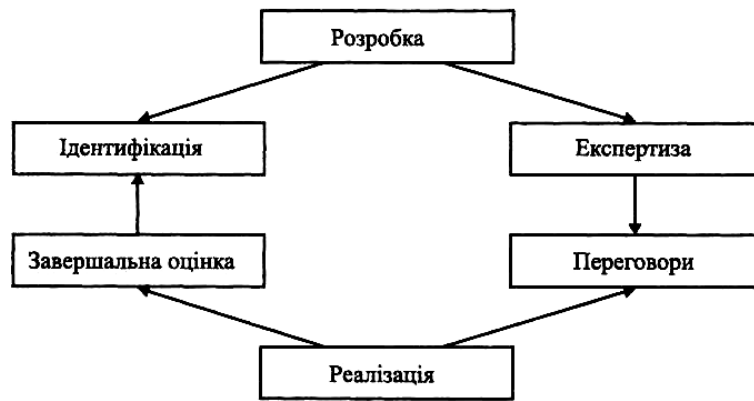 Розробка
Ідентифікація
Експертиза
Завершальна оцінка
Переговори
Реалізація